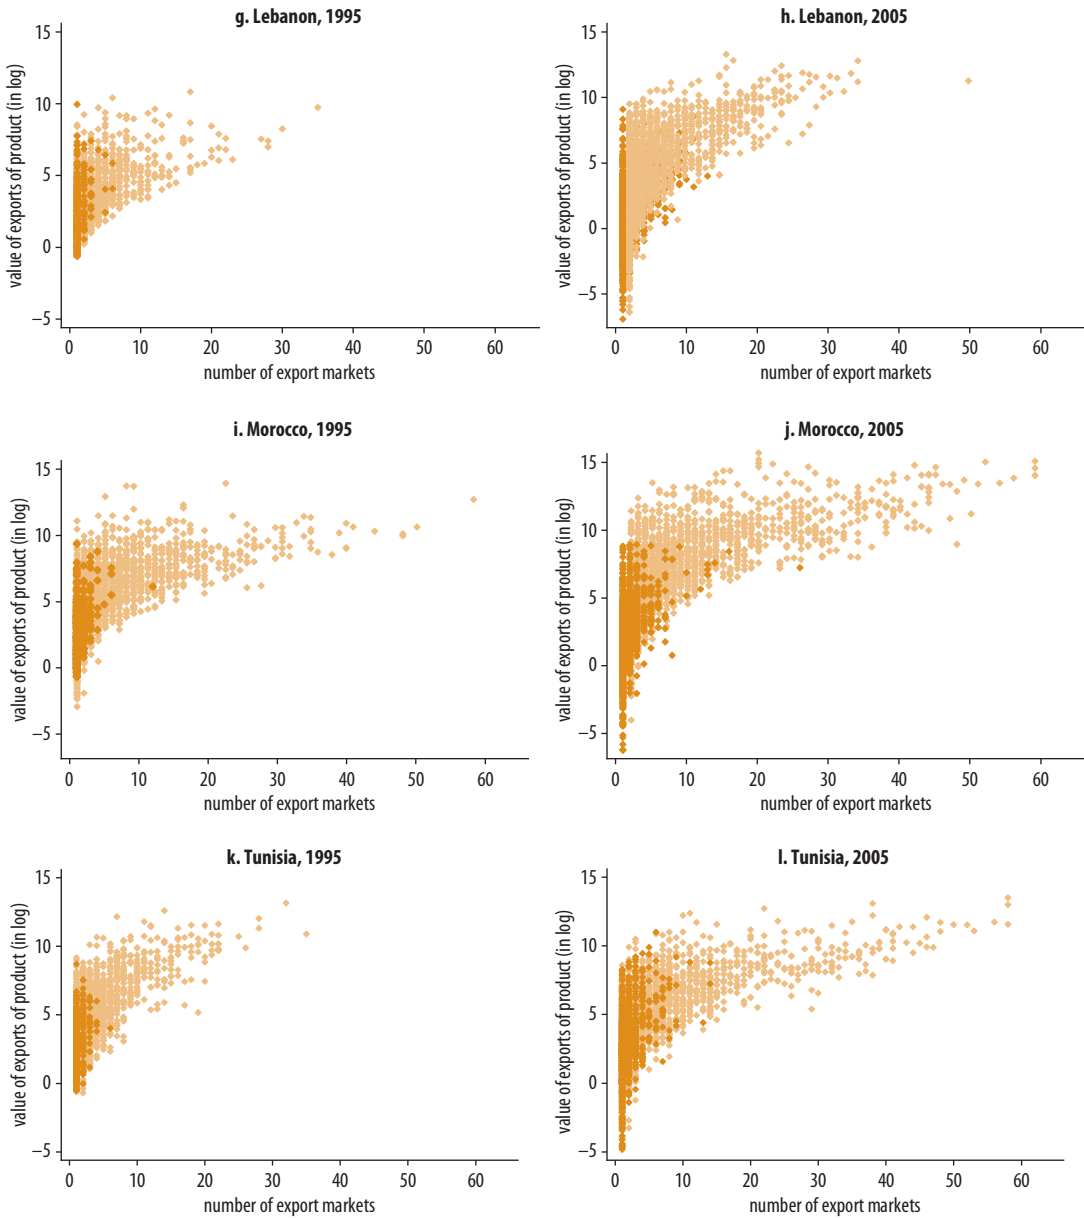 g. Lebanon, 1995
value of exports of product (in log)
15
10
5
0
−5
0 10 20 30 40 50 60
number of export markets
h. Lebanon, 2005
value of exports of product (in log)
15
10
5
0
−5
0 10 20 30 40 50 60
number of export markets
i. Morocco, 1995
value of exports of product (in log)
15
10
5
0
−5
0 10 20 30 40 50 60
number of export markets
j. Morocco, 2005
value of exports of product (in log)
15
10
5
0
−5
0 10 20 30 40 50 60
number of export markets
k. Tunisia, 1995
value of exports of product (in log)
15
10
5
0
−5
0 10 20 30 40 50 60
number of export markets
l. Tunisia, 2005
value of exports of product (in log)
15
10
5
0
−5
0 10 20 30 40 50 60
number of export markets